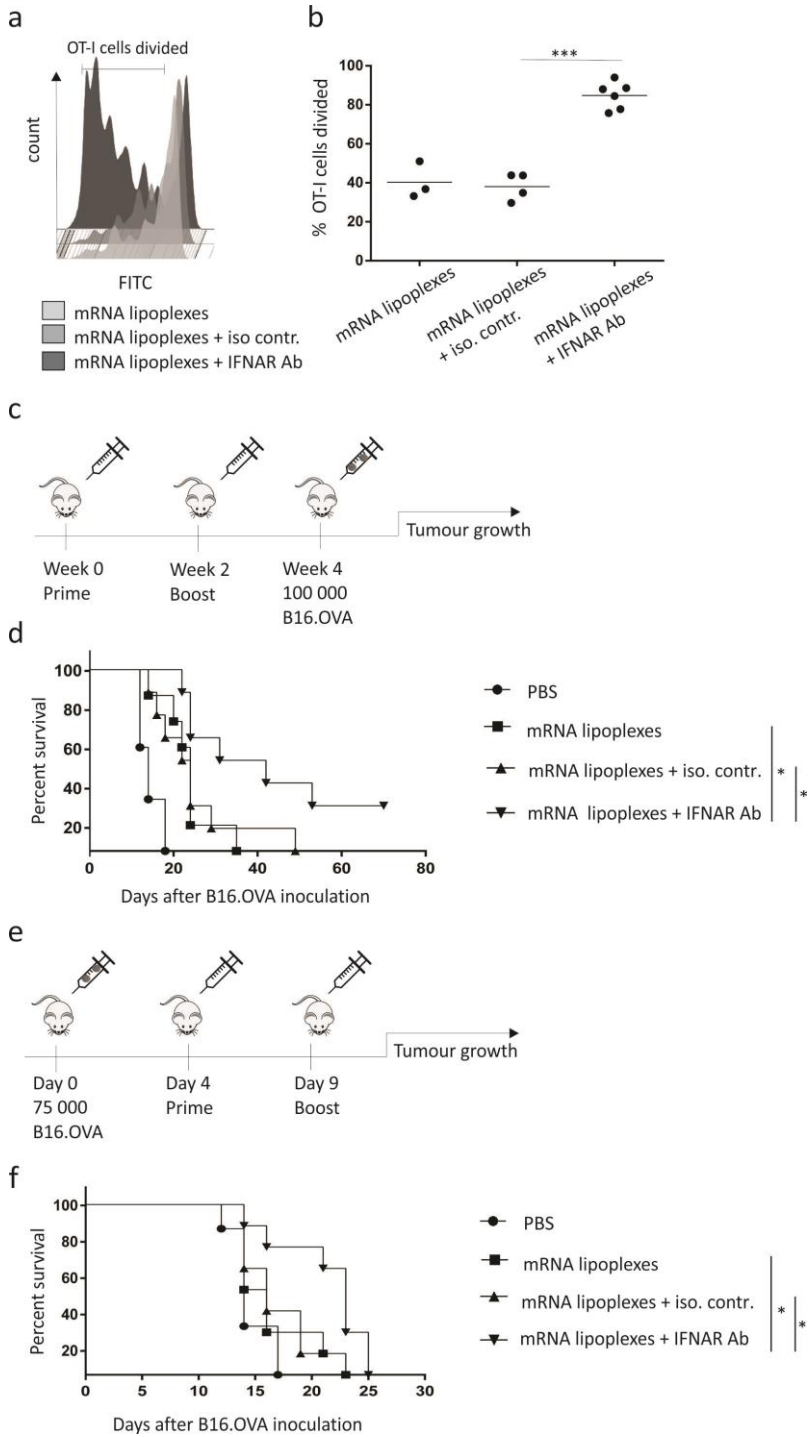 a
OT-I cells divided
count
FITC
mRNA lipoplexes
mRNA lipoplexes + iso contr.
mRNA lipoplexes + IFNAR Ab
b
***
% OT-I cells divided
100
80
60
40
20
0
mRNA lipoplexes
mRNA lipoplexes
+ iso. contr.
mRNA lipoplexes
+ IFNAR Ab
c
Week 0
Prime
Week 2
Boost
Week 4
100 000
B16.OVA
Tumour growth
d
Percent survival
100
80
60
40
20
0
20
40
60
80
Days after B16.OVA inoculation
PBS
mRNA lipoplexes
mRNA lipoplexes + iso. contr.
mRNA lipoplexes + IFNAR Ab
*
*
e
Day 0
75 000
B16.OVA
Day 4
Prime
Day 9
Boost
Tumour growth
f
Percent survival
100
80
60
40
20
0
5
10
15
20
25
30
Days after B16.OVA inoculation
PBS
mRNA lipoplexes
mRNA lipoplexes + iso. contr.
mRNA lipoplexes + IFNAR Ab
*
*